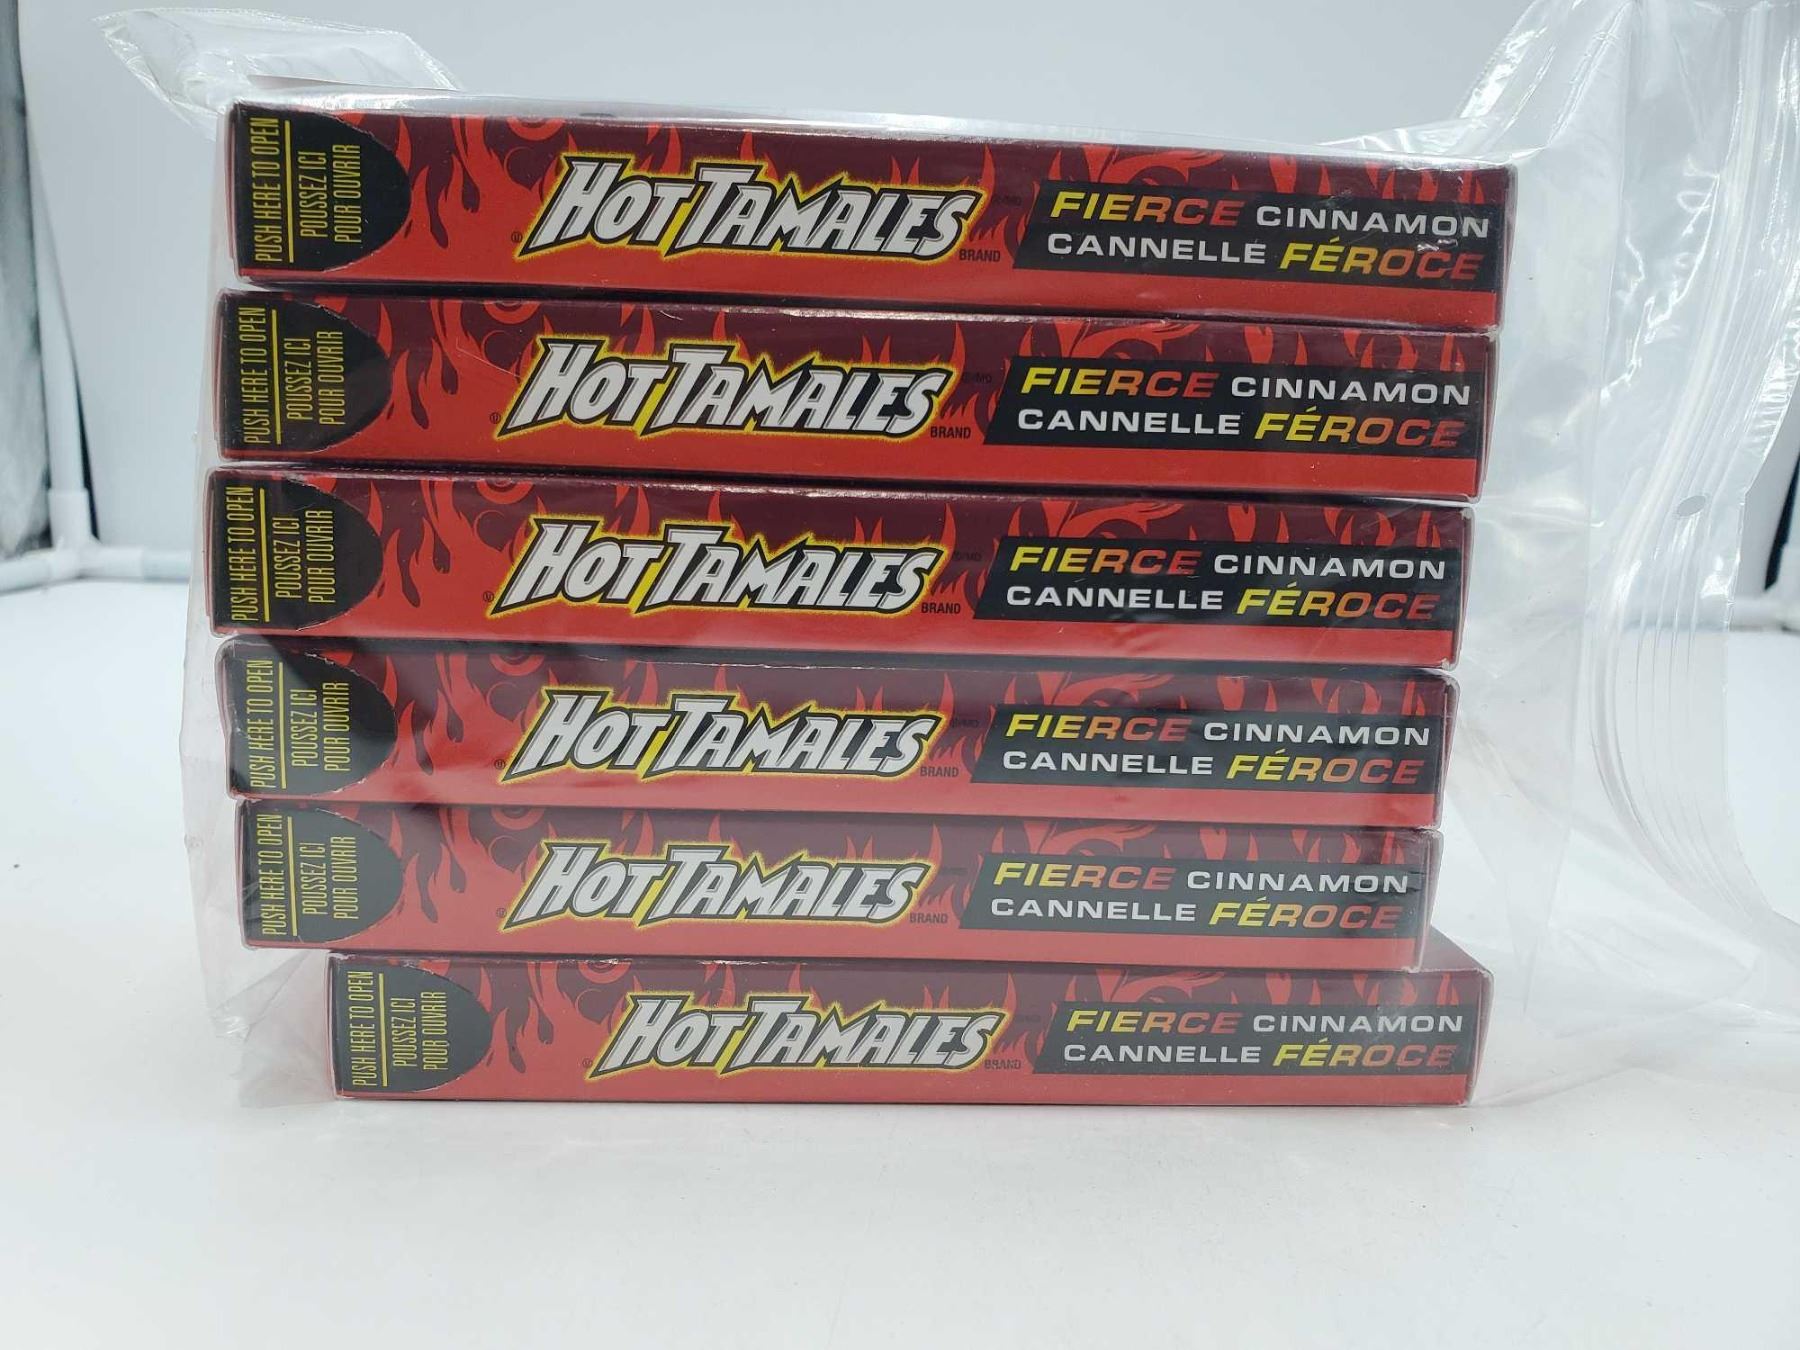 PUSH HERE TO OPEN
POUSSEZ ICI
POUR OUVRIR
HOT TAMALES
BRAND
FIERCE CINNAMON
CANNELLE FÉROCE
PUSH HERE TO OPEN
POUSSEZ ICI
POUR OUVRIR
HOT TAMALES
BRAND
FIERCE CINNAMON
CANNELLE FÉROCE
PUSH HERE TO OPEN
POUSSEZ ICI
POUR OUVRIR
HOT TAMALES
BRAND
FIERCE CINNAMON
CANNELLE FÉROCE
PUSH HERE TO OPEN
POUSSEZ ICI
POUR OUVRIR
HOT TAMALES
BRAND
FIERCE CINNAMON
CANNELLE FÉROCE
PUSH HERE TO OPEN
POUSSEZ ICI
POUR OUVRIR
HOT TAMALES
BRAND
FIERCE CINNAMON
CANNELLE FÉROCE
PUSH HERE TO OPEN
POUSSEZ ICI
POUR OUVRIR
HOT TAMALES
BRAND
FIERCE CINNAMON
CANNELLE FÉROCE